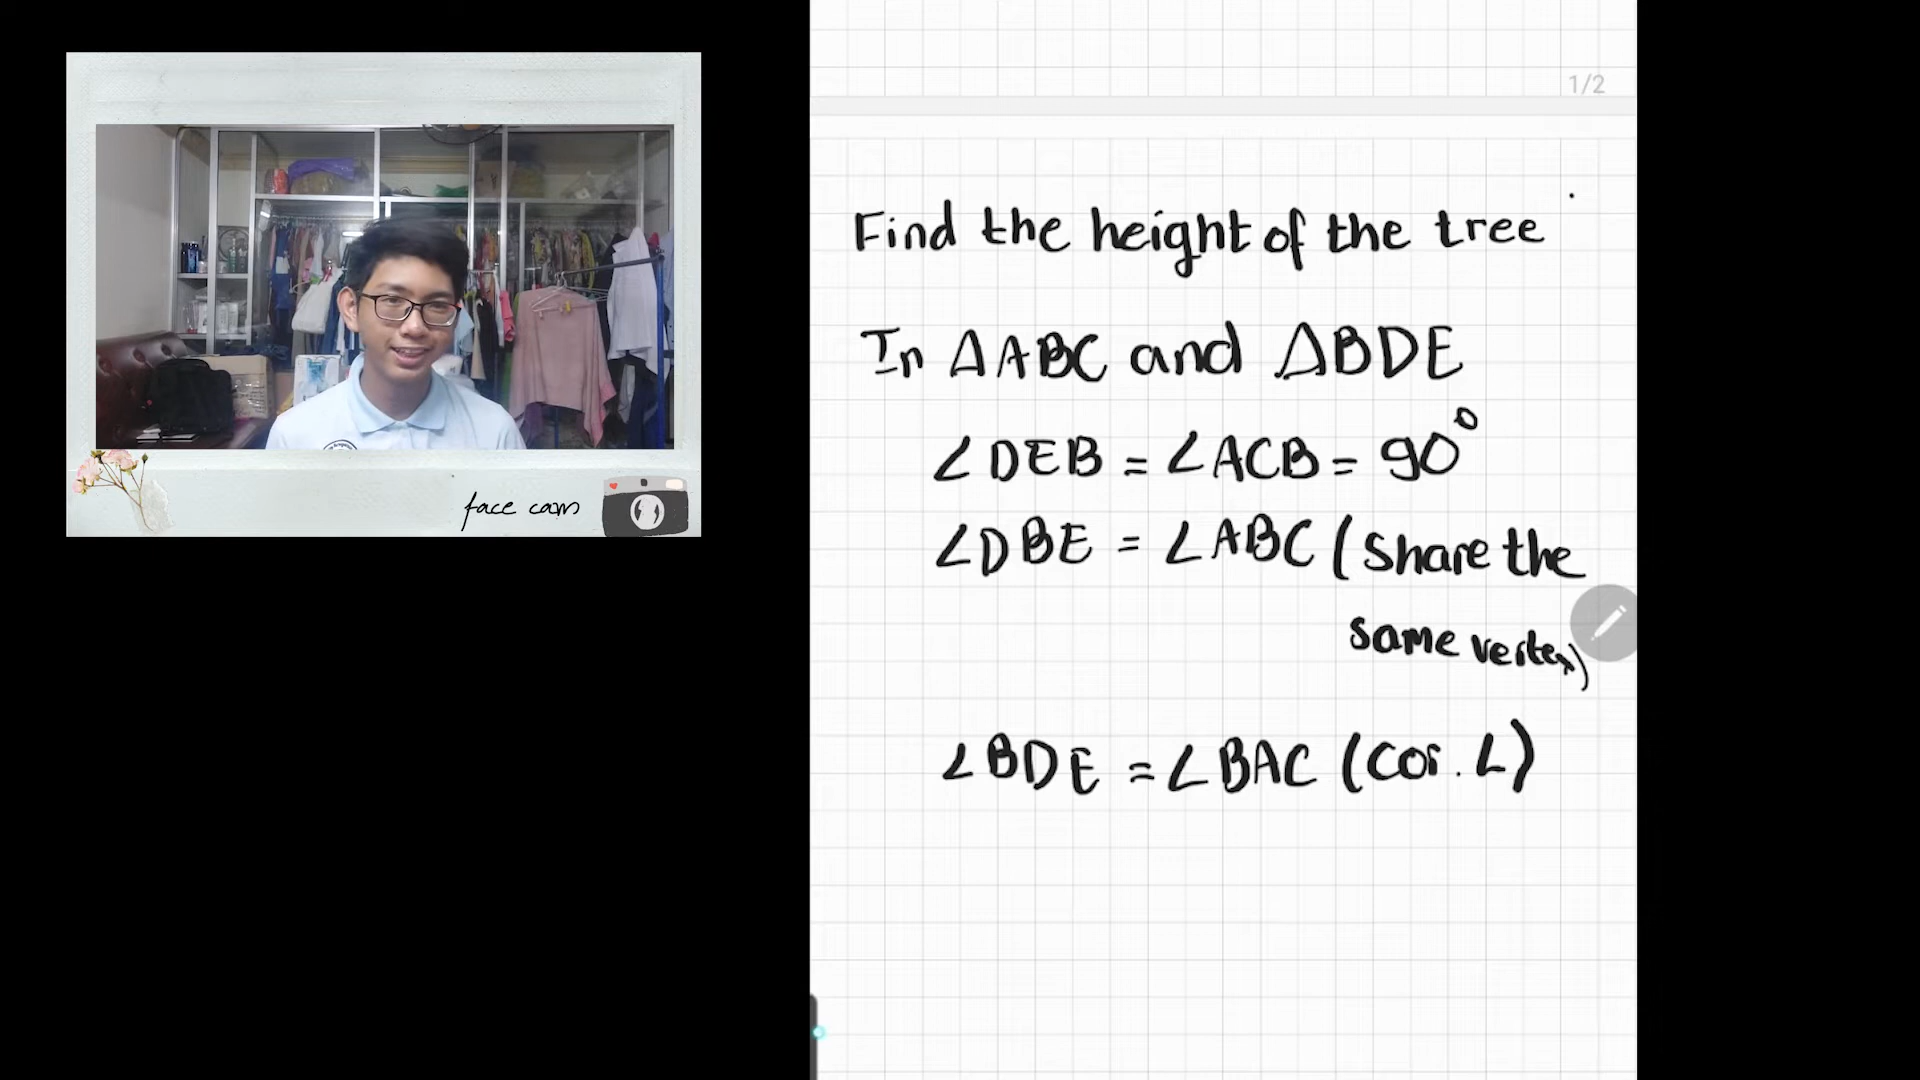 face cam
1/2
Find the height of the tree
In ΔABC and ΔBDE
∠DEB = ∠ACB = 90°
∠DBE = ∠ABC (Share the
same vertex)
∠BDE = ∠BAC (Cor. ∠)